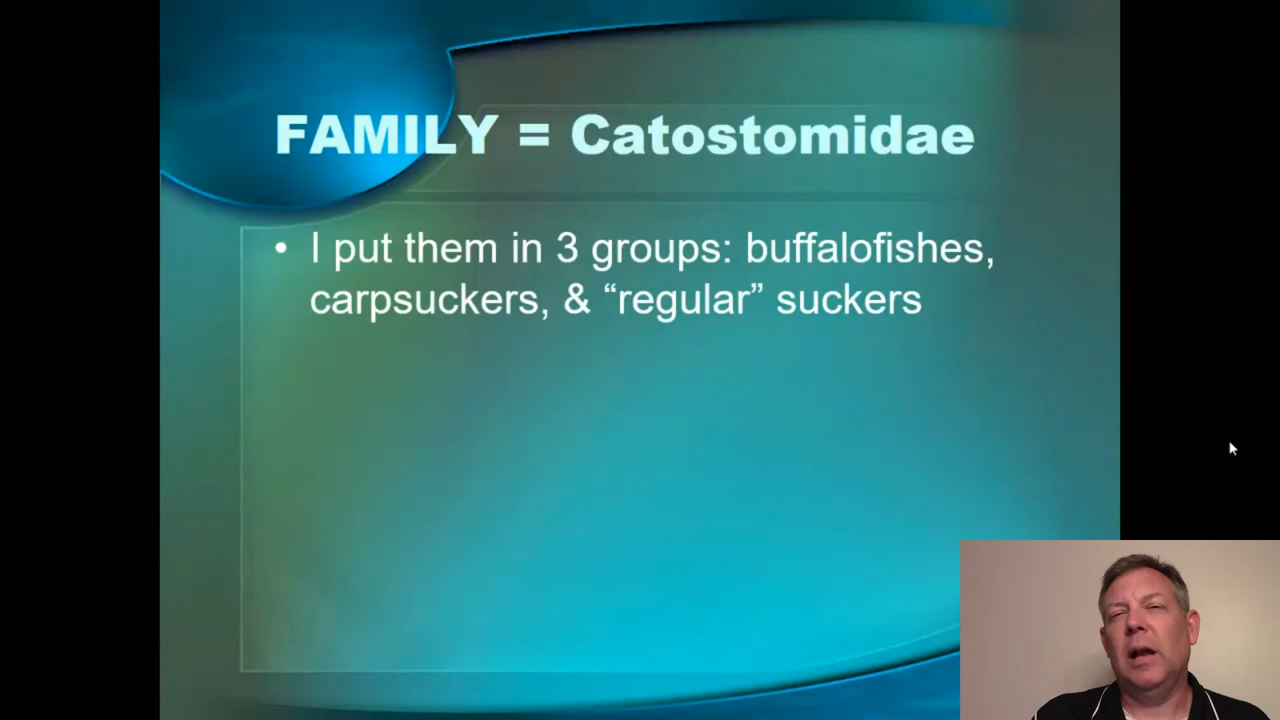 FAMILY = Catostomidae
• I put them in 3 groups: buffalofishes,
carpsuckers, & “regular” suckers